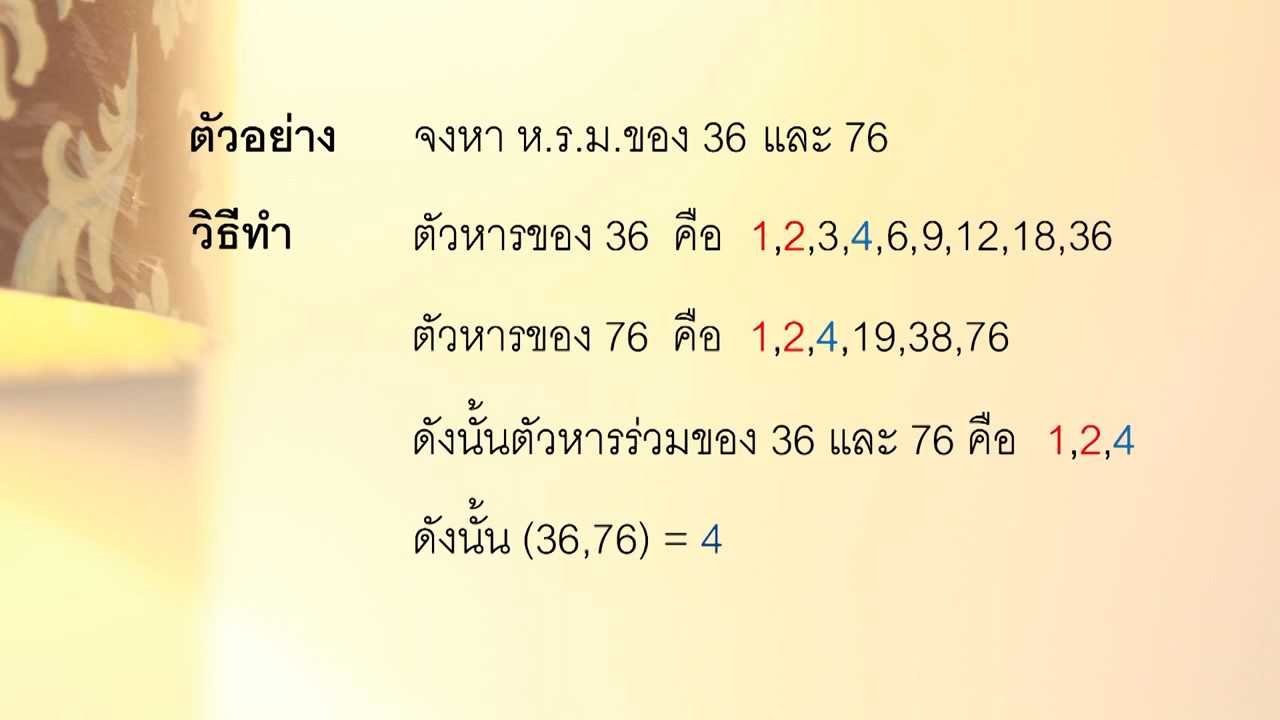 ตัวอย่าง จงหา ห.ร.ม.ของ 36 และ 76
วิธีทำ ตัวหารของ 36 คือ 1,2,3,4,6,9,12,18,36
ตัวหารของ 76 คือ 1,2,4,19,38,76
ดังนั้นตัวหารร่วมของ 36 และ 76 คือ 1,2,4
ดังนั้น (36,76) = 4